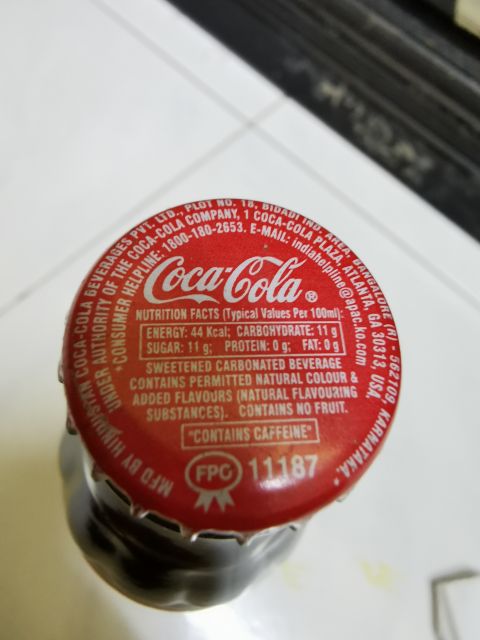 MFD BY HINDUSTAN COCA-COLA BEVERAGES PVT. LTD., PLOT NO. 18, BIDADI IND. AREA, BANGALORE (R - 562109, KARNATAKA.*
UNDER AUTHORITY OF THE COCA-COLA COMPANY, 1 COCA-COLA PLAZA, ATLANTA, GA 30313, USA
*CONSUMER HELPLINE: 1800-180-2653. E-MAIL: indiahelpline@apac.ko.com
Coca-Cola®
NUTRITION FACTS (Typical Values Per 100ml):
ENERGY: 44 Kcal; CARBOHYDRATE: 11 g
SUGAR: 11 g; PROTEIN: 0 g; FAT: 0 g
SWEETENED CARBONATED BEVERAGE
CONTAINS PERMITTED NATURAL COLOUR &
ADDED FLAVOURS (NATURAL FLAVOURING
SUBSTANCES). CONTAINS NO FRUIT.
"CONTAINS CAFFEINE"
FPO 11187